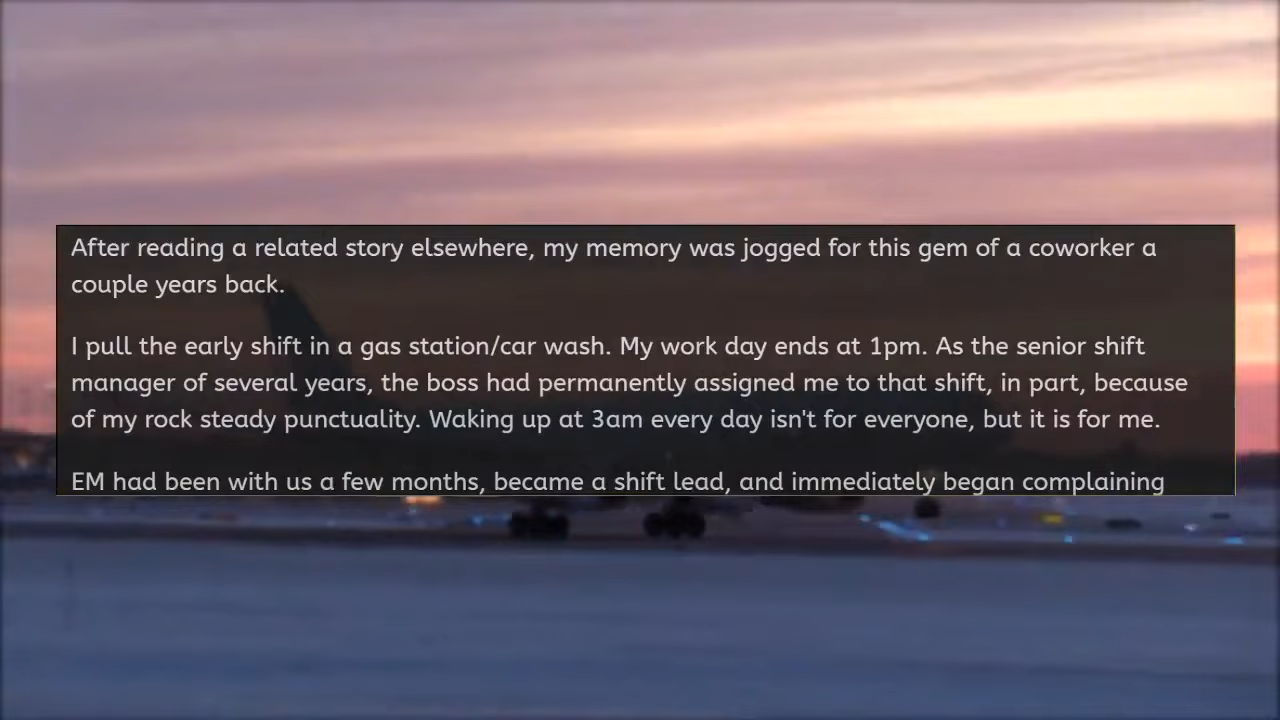 After reading a related story elsewhere, my memory was jogged for this gem of a coworker a
couple years back.
I pull the early shift in a gas station/car wash. My work day ends at 1pm. As the senior shift
manager of several years, the boss had permanently assigned me to that shift, in part, because
of my rock steady punctuality. Waking up at 3am every day isn't for everyone, but it is for me.
EM had been with us a few months, became a shift lead, and immediately began complaining